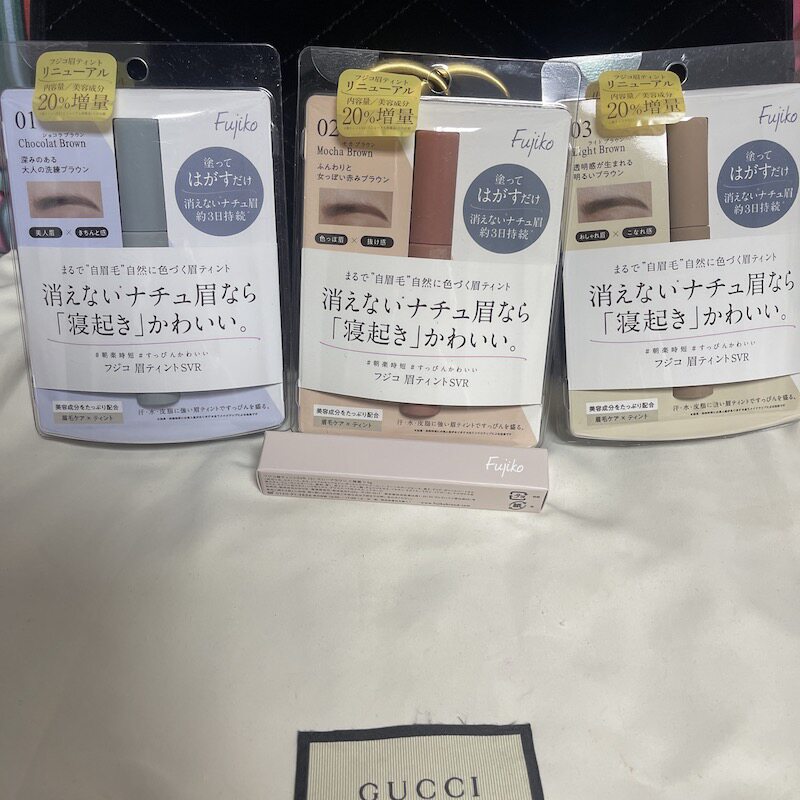 フジコ眉ティント
リニューアル
内容量/美容成分
20%増量
01
ショコラブラウン
Chocolat Brown
深みのある
大人の洗練ブラウン
美人眉 × きちんと感
Fujiko
塗って
はがすだけ
消えないナチュ眉
約3日持続
まるで"自眉毛"自然に色づく眉ティント
消えないナチュ眉なら
「寝起き」かわいい。
#朝楽時短 #すっぴんかわいい
フジコ 眉ティントSVR
美容成分をたっぷり配合
眉毛ケア×ティント
汗・水・皮脂に強い眉ティントですっぴんを盛る。
フジコ眉ティント
リニューアル
内容量/美容成分
20%増量
02
モカブラウン
Mocha Brown
ふんわりと
女っぽい赤みブラウン
色っぽ眉 × 抜け感
Fujiko
塗って
はがすだけ
消えないナチュ眉
約3日持続
まるで"自眉毛"自然に色づく眉ティント
消えないナチュ眉なら
「寝起き」かわいい。
#朝楽時短 #すっぴんかわいい
フジコ 眉ティントSVR
美容成分をたっぷり配合
眉毛ケア×ティント
汗・水・皮脂に強い眉ティントですっぴんを盛る。
フジコ眉ティント
リニューアル
内容量/美容成分
20%増量
03
ライトブラウン
Light Brown
透明感が生まれる
明るいブラウン
おしゃれ眉 × こなれ感
Fujiko
塗って
はがすだけ
消えないナチュ眉
約3日持続
まるで"自眉毛"自然に色づく眉ティント
消えないナチュ眉なら
「寝起き」かわいい。
#朝楽時短 #すっぴんかわいい
フジコ 眉ティントSVR
美容成分をたっぷり配合
眉毛ケア×ティント
汗・水・皮脂に強い眉ティントですっぴんを盛る。
Fujiko
GUCCI